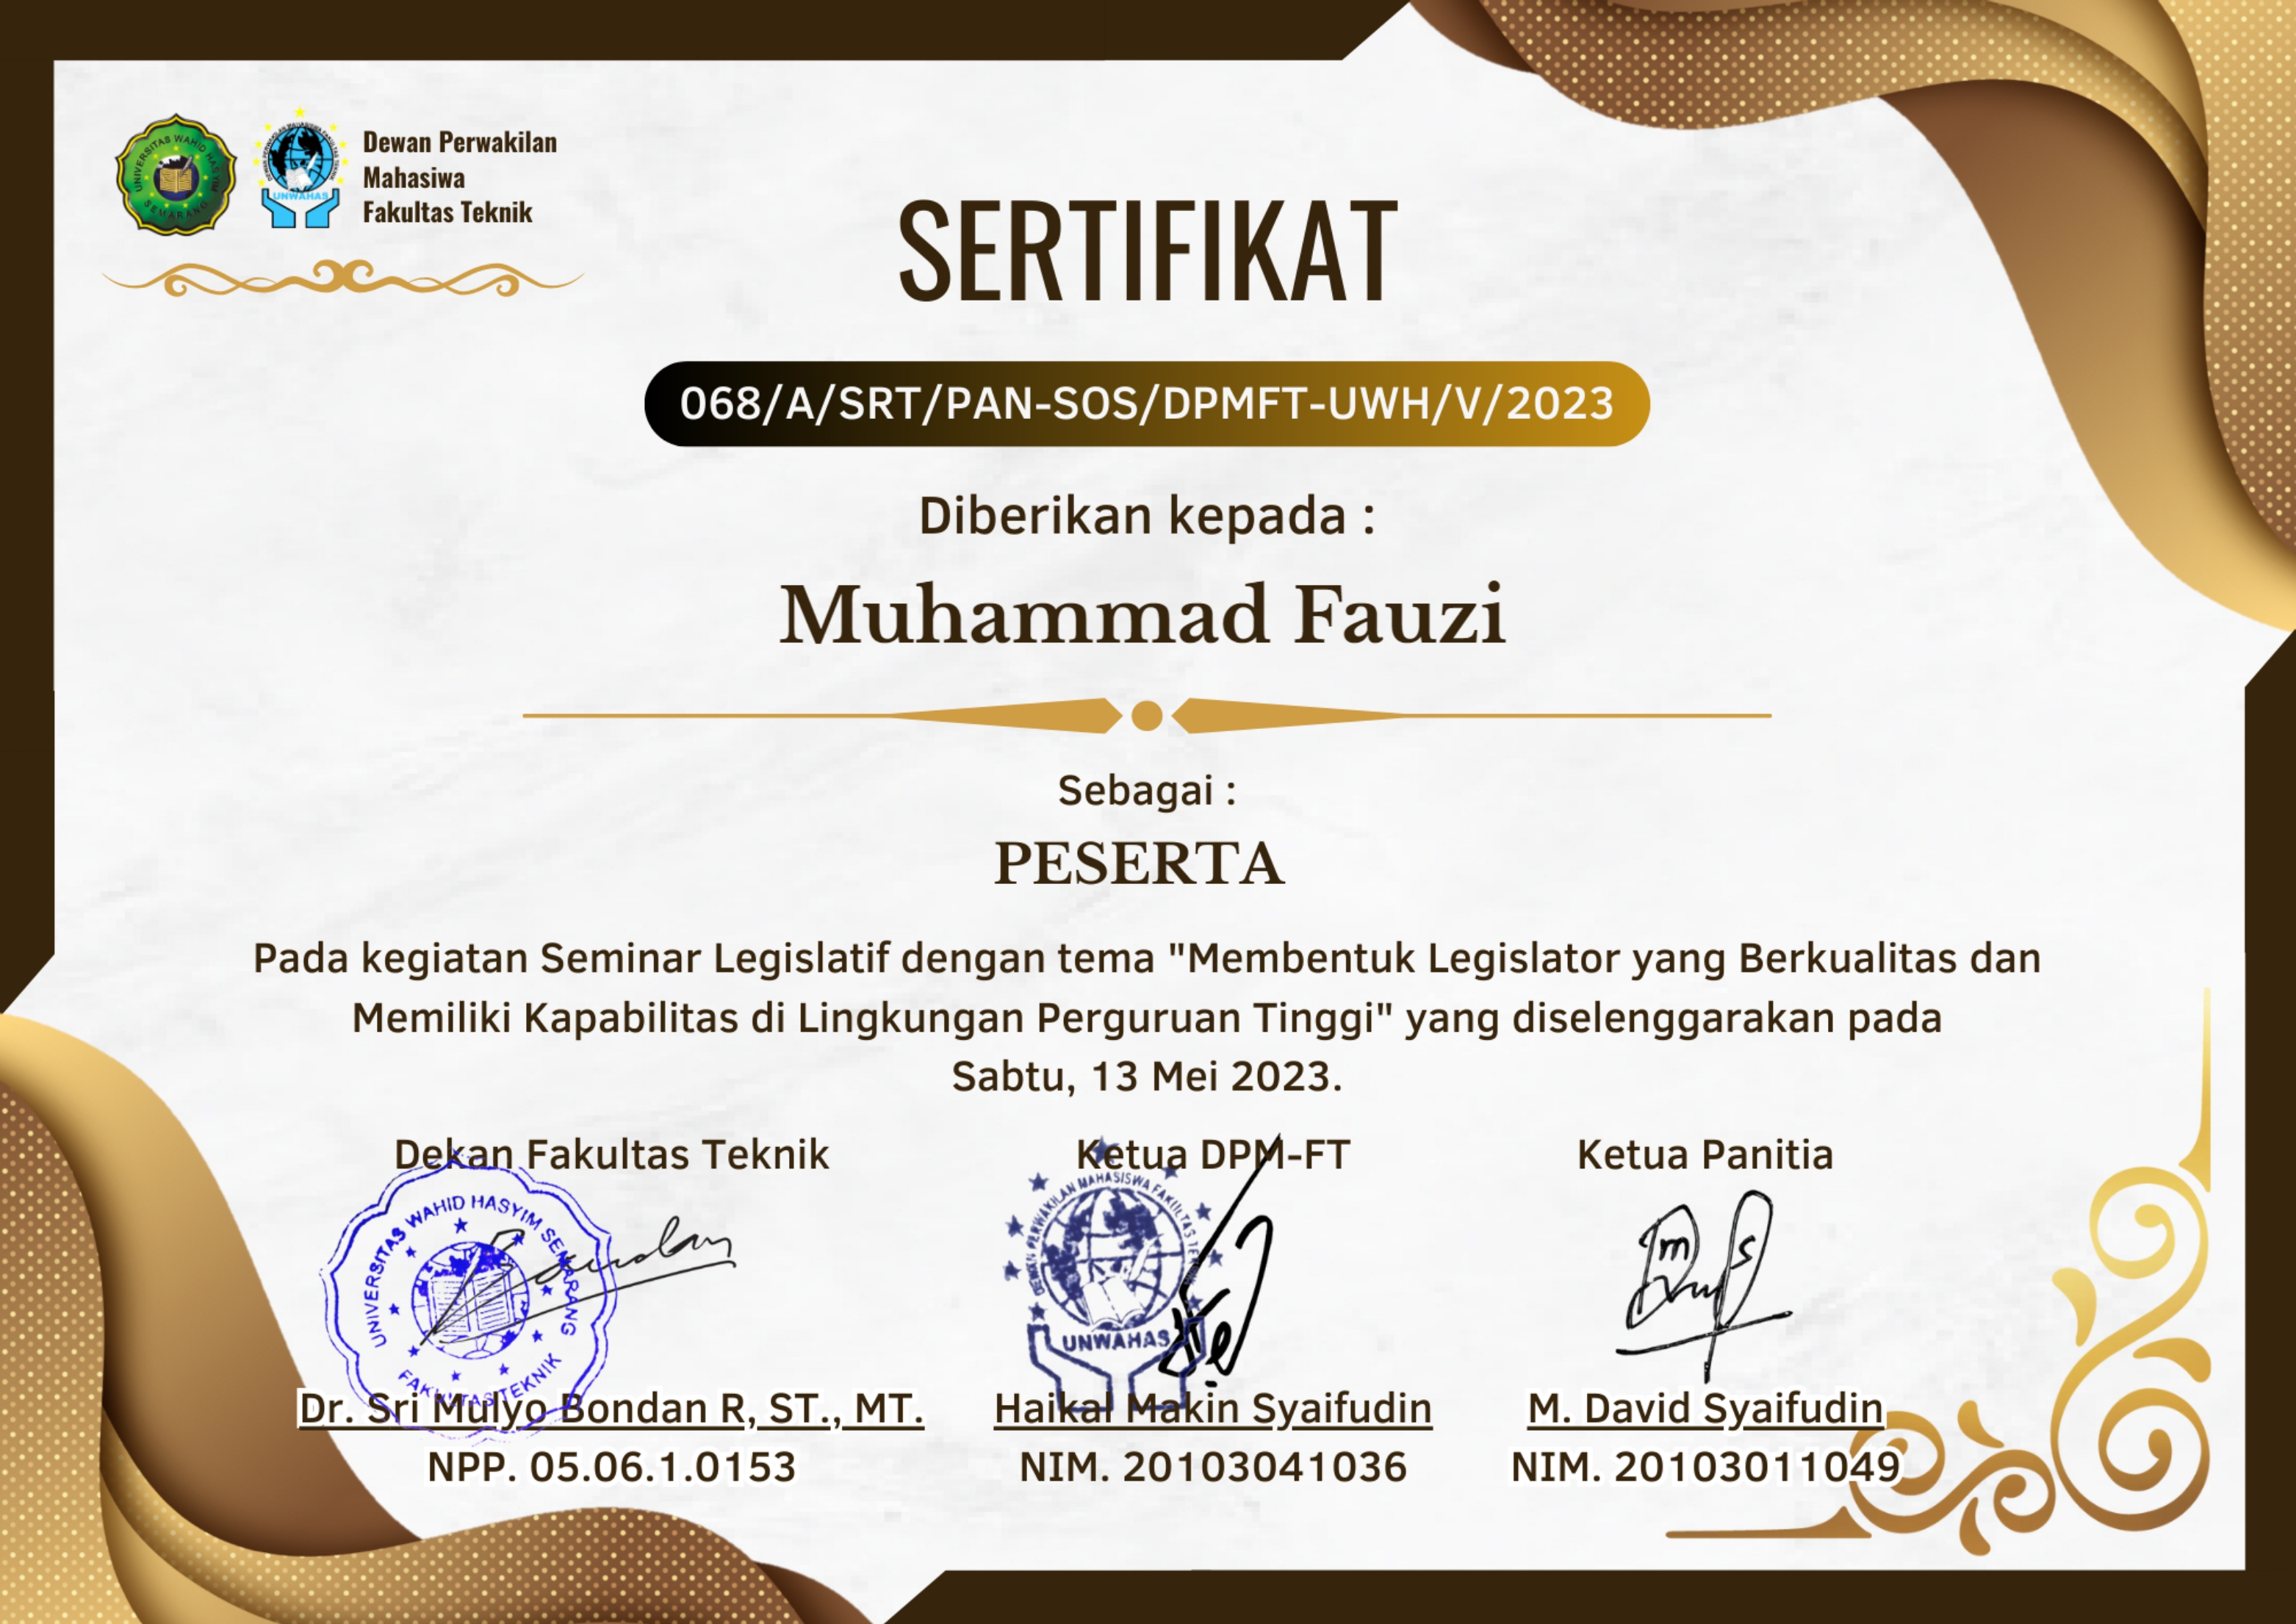 UNIVERSITAS WAHID HASYIM
SEMARANG
UNWAHAS
Dewan Perwakilan
Mahasiwa
Fakultas Teknik
SERTIFIKAT
068/A/SRT/PAN-SOS/DPMFT-UWH/V/2023
Diberikan kepada :
Muhammad Fauzi
Sebagai :
PESERTA
Pada kegiatan Seminar Legislatif dengan tema "Membentuk Legislator yang Berkualitas dan
Memiliki Kapabilitas di Lingkungan Perguruan Tinggi" yang diselenggarakan pada
Sabtu, 13 Mei 2023.
Dekan Fakultas Teknik
UNIVERSITAS WAHID HASYIM SEMARANG
FAKULTAS TEKNIK
Dr. Sri Mulyo Bondan R, ST., MT.
NPP. 05.06.1.0153
Ketua DPM-FT
DEWAN PERWAKILAN MAHASISWA FAKULTAS TEKNIK
UNWAHAS
Haikal Makin Syaifudin
NIM. 20103041036
Ketua Panitia
M. David Syaifudin
NIM. 20103011049